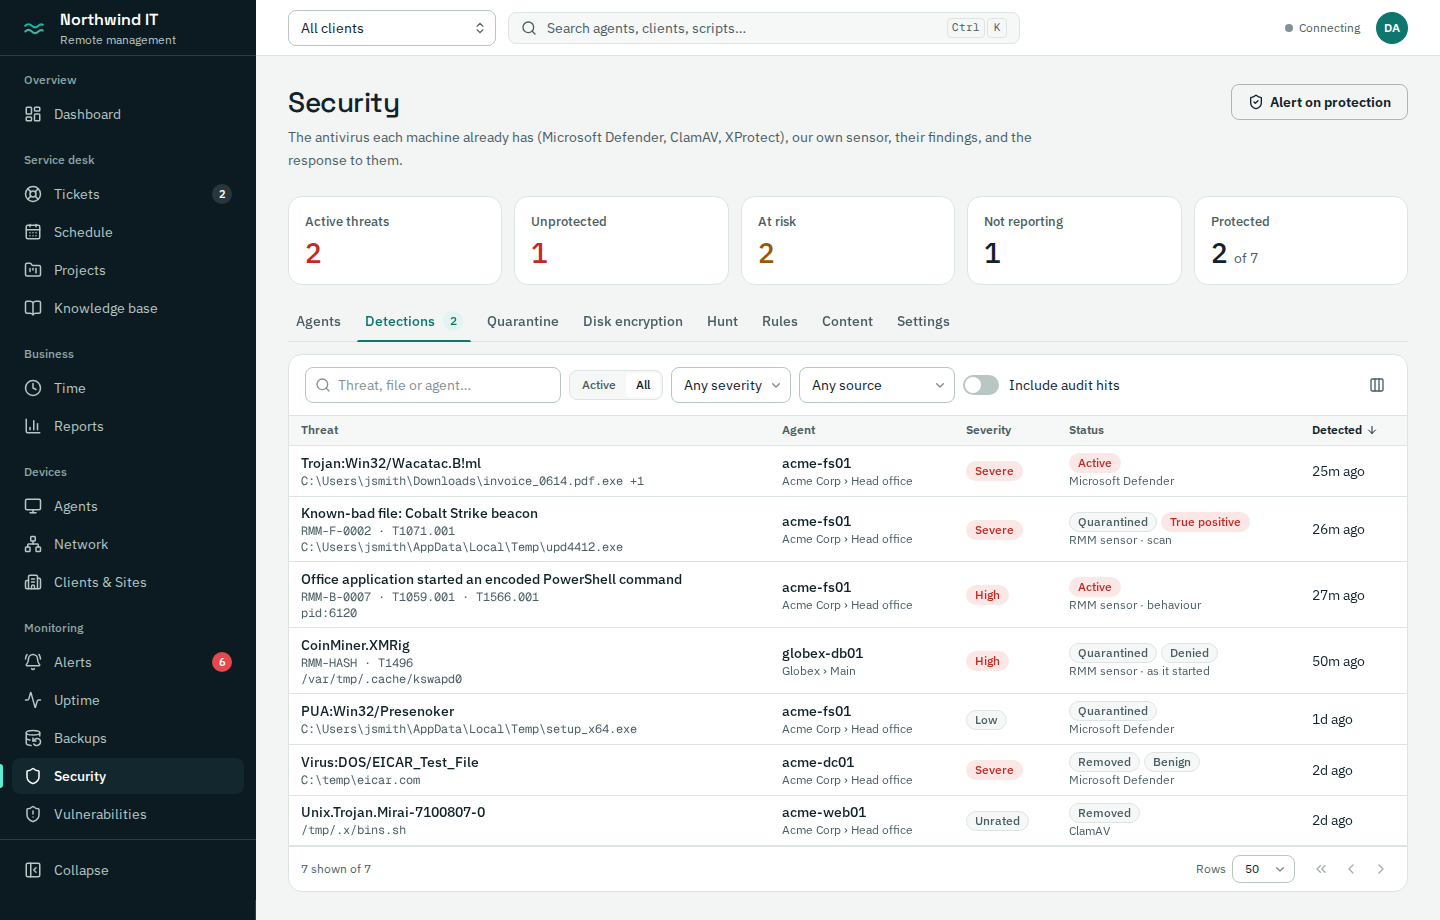 Northwind IT
Remote management
All clients
Search agents, clients, scripts...
Ctrl K
Connecting
DA
Overview
Dashboard
Service desk
Tickets 2
Schedule
Projects
Knowledge base
Business
Time
Reports
Devices
Agents
Network
Clients & Sites
Monitoring
Alerts 6
Uptime
Backups
Security
Vulnerabilities
Collapse
Security
Alert on protection
The antivirus each machine already has (Microsoft Defender, ClamAV, XProtect), our own sensor, their findings, and the
response to them.
Active threats
2
Unprotected
1
At risk
2
Not reporting
1
Protected
2 of 7
Agents Detections 2 Quarantine Disk encryption Hunt Rules Content Settings
Threat, file or agent... Active All Any severity Any source Include audit hits
Threat Agent Severity Status Detected
Trojan:Win32/Wacatac.B!ml
C:\Users\jsmith\Downloads\invoice_0614.pdf.exe +1
acme-fs01
Acme Corp › Head office
Severe
Active
Microsoft Defender
25m ago
Known-bad file: Cobalt Strike beacon
RMM-F-0002 · T1071.001
C:\Users\jsmith\AppData\Local\Temp\upd4412.exe
acme-fs01
Acme Corp › Head office
Severe
Quarantined True positive
RMM sensor · scan
26m ago
Office application started an encoded PowerShell command
RMM-B-0007 · T1059.001 · T1566.001
pid:6120
acme-fs01
Acme Corp › Head office
High
Active
RMM sensor · behaviour
27m ago
CoinMiner.XMRig
RMM-HASH · T1496
/var/tmp/.cache/kswapd0
globex-db01
Globex › Main
High
Quarantined Denied
RMM sensor · as it started
50m ago
PUA:Win32/Presenoker
C:\Users\jsmith\AppData\Local\Temp\setup_x64.exe
acme-fs01
Acme Corp › Head office
Low
Quarantined
Microsoft Defender
1d ago
Virus:DOS/EICAR_Test_File
C:\temp\eicar.com
acme-dc01
Acme Corp › Head office
Severe
Removed Benign
Microsoft Defender
2d ago
Unix.Trojan.Mirai-7100807-0
/tmp/.x/bins.sh
acme-web01
Acme Corp › Head office
Unrated
Removed
ClamAV
2d ago
7 shown of 7
Rows 50